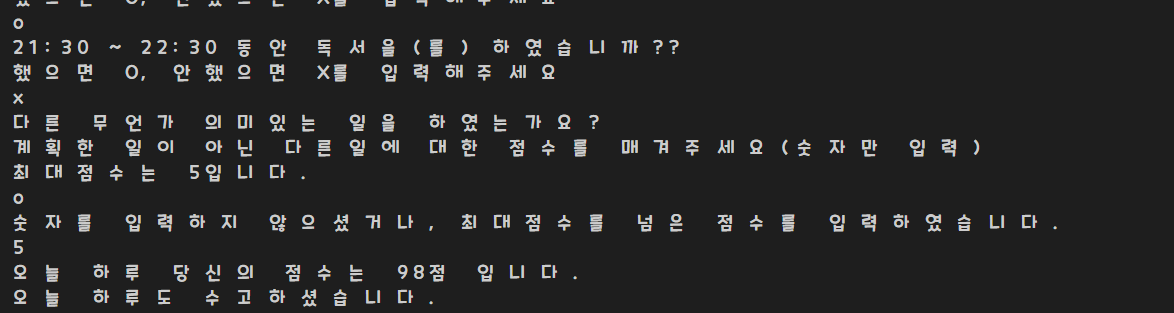 o
21:30 ~ 22:30 동안 독서을(를) 하였습니까??
했으면 O, 안했으면 X를 입력해주세요
x
다른 무언가 의미있는 일을 하였는가요?
계획한 일이 아닌 다른일에 대한 점수를 매겨주세요(숫자만 입력)
최대점수는 5입니다.
o
숫자를 입력하지 않으셨거나, 최대점수를 넘은 점수를 입력하였습니다.
5
오늘 하루 당신의 점수는 98점 입니다.
오늘 하루도 수고하셨습니다.